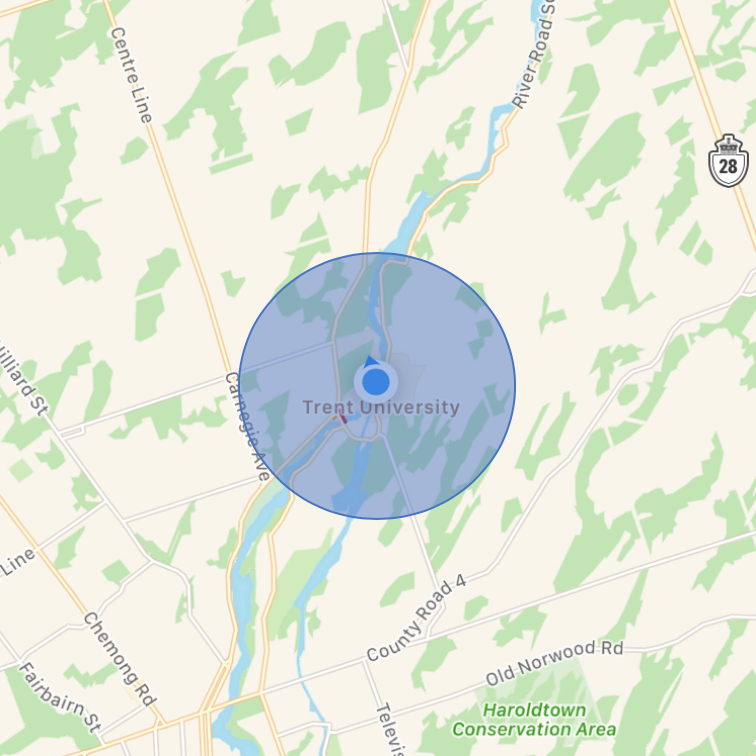 Centre Line
River Road So
28
Hilliard St
Carnegie Ave
Trent University
Line
Chemong Rd
County Road 4
Fairbairn St
Old Norwood Rd
Televis
Haroldtown
Conservation Area